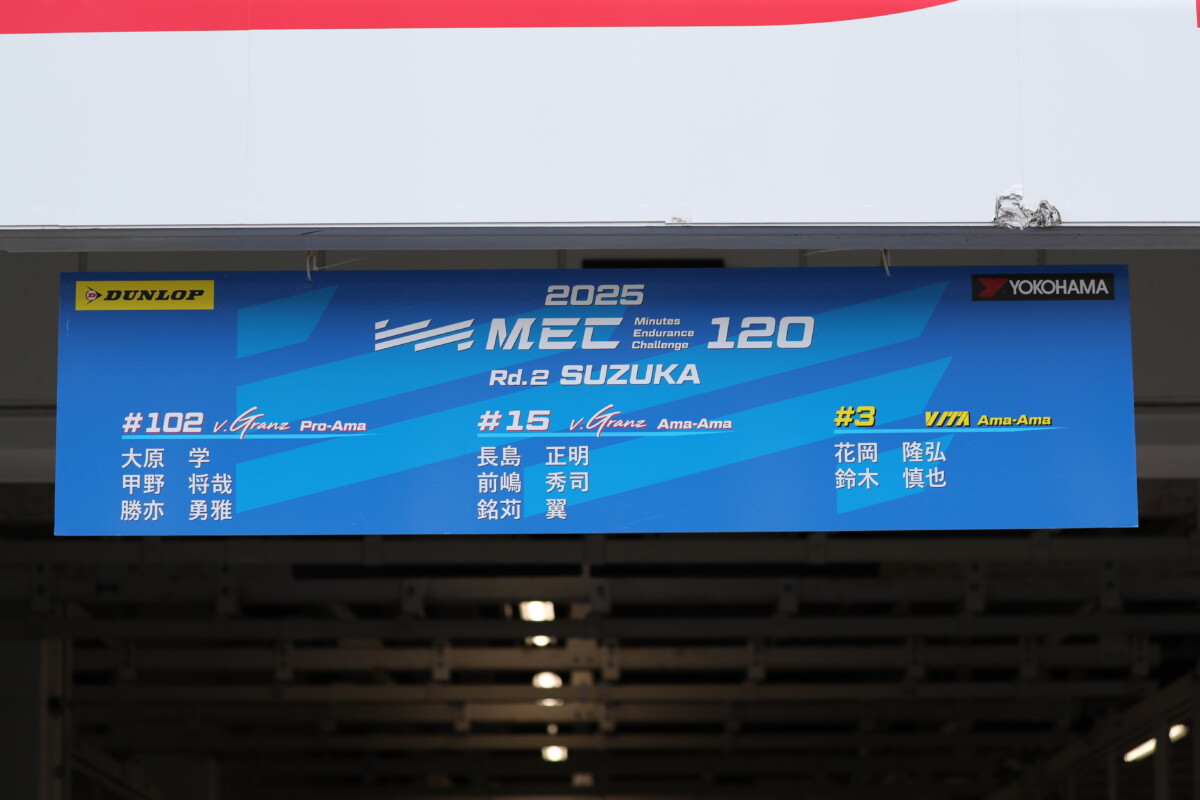 DUNLOP
YOKOHAMA
2025
MEC Minutes Endurance Challenge 120
Rd.2 SUZUKA
#102 v.Granz Pro-Ama
大原 学
甲野 将哉
勝亦 勇雅
#15 v.Granz Ama-Ama
長島 正明
前嶋 秀司
銘苅 翼
#3 VITA Ama-Ama
花岡 隆弘
鈴木 慎也